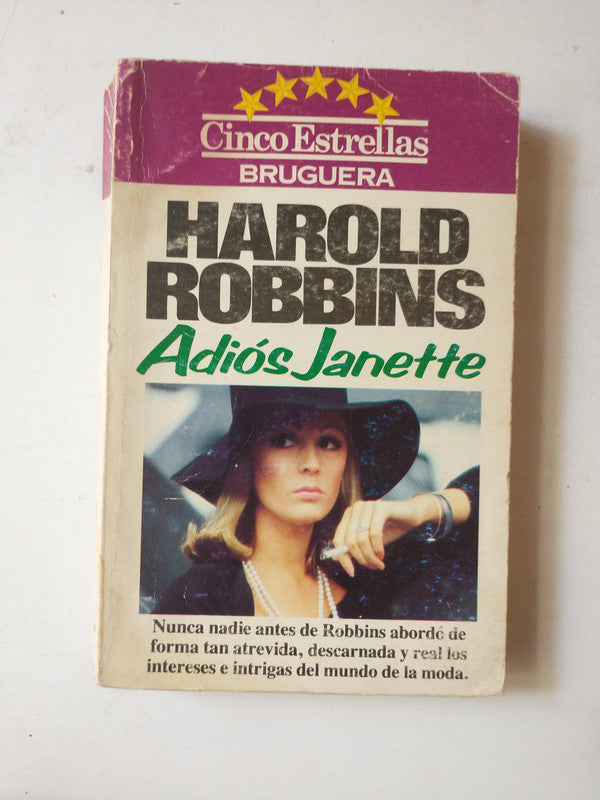 Cinco Estrellas
BRUGUERA
HAROLD
ROBBINS
Adiós Janette
Nunca nadie antes de Robbins abordó de
forma tan atrevida, descarnada y real los
intereses e intrigas del mundo de la moda.